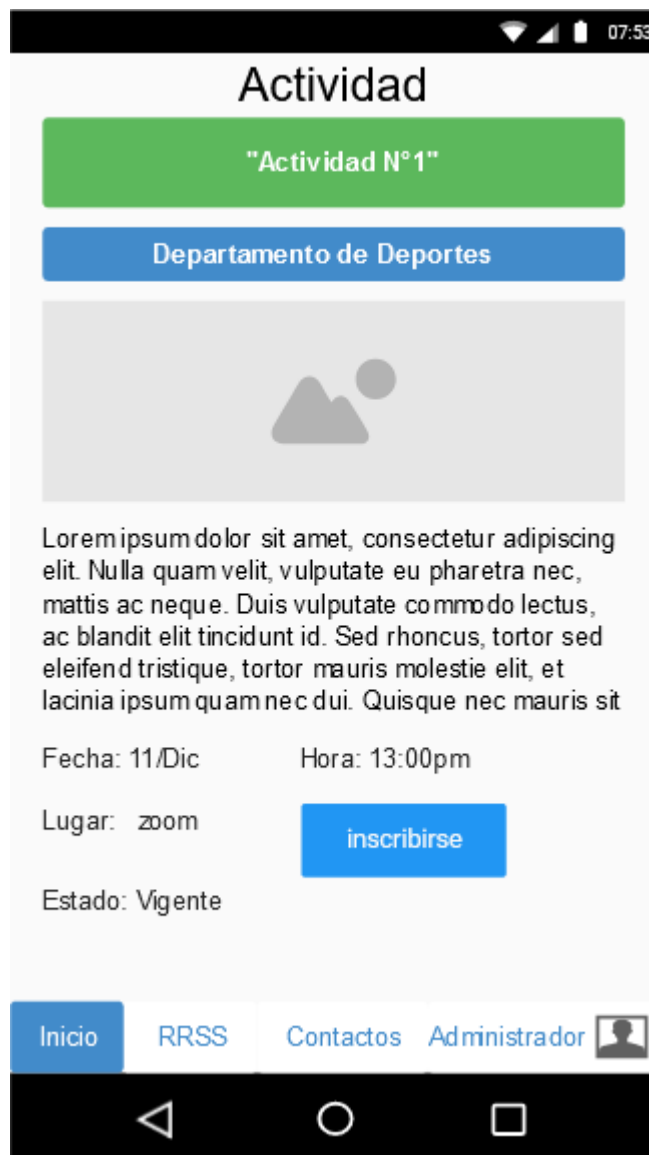 07:53
Actividad
"Actividad N°1"
Departamento de Deportes
Lorem ipsum dolor sit amet, consectetur adipiscing
elit. Nulla quam velit, vulputate eu pharetra nec,
mattis ac neque. Duis vulputate commodo lectus,
ac blandit elit tincidunt id. Sed rhoncus, tortor sed
eleifend tristique, tortor mauris molestie elit, et
lacinia ipsum quam nec dui. Quisque nec mauris sit
Fecha: 11/Dic Hora: 13:00pm
Lugar: zoom inscribirse
Estado: Vigente
Inicio RRSS Contactos Administrador